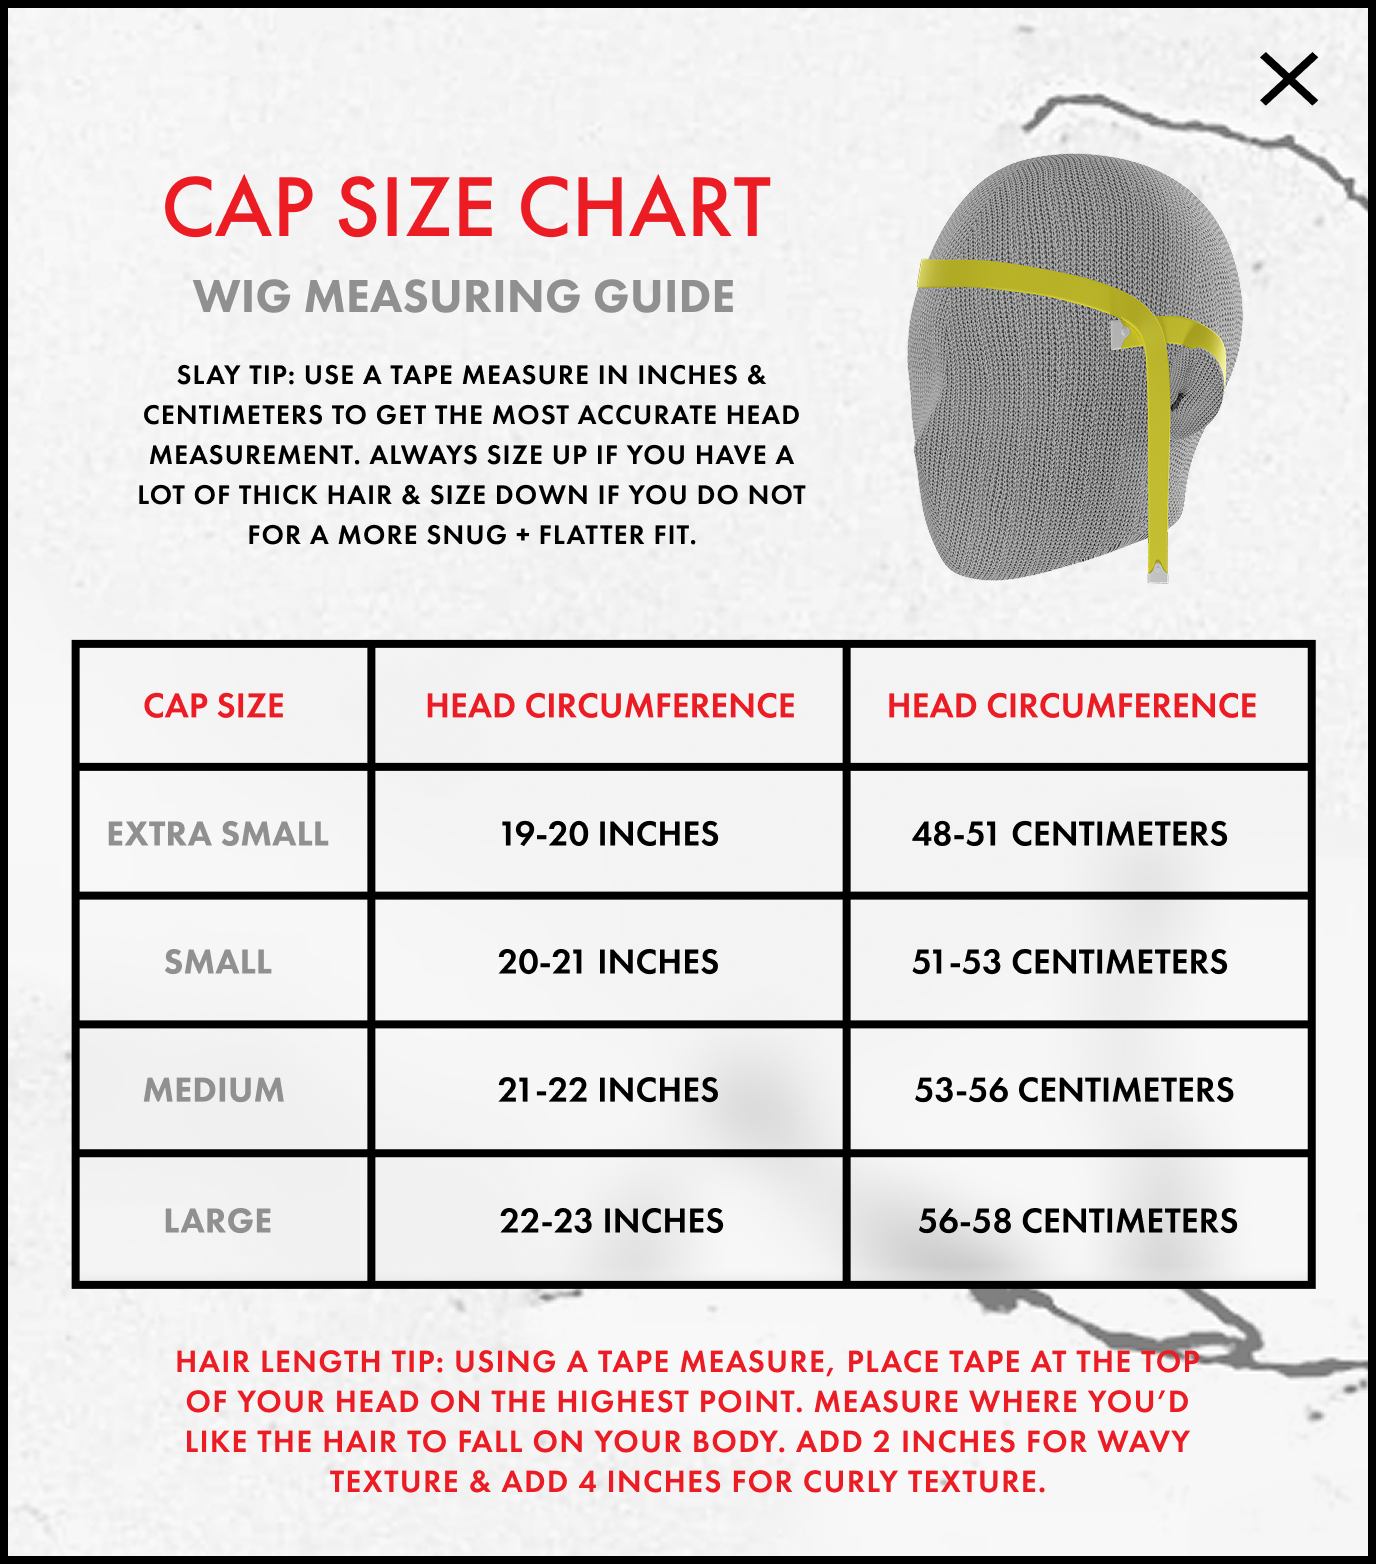 CAP SIZE CHART
WIG MEASURING GUIDE
SLAY TIP: USE A TAPE MEASURE IN INCHES &
CENTIMETERS TO GET THE MOST ACCURATE HEAD
MEASUREMENT. ALWAYS SIZE UP IF YOU HAVE A
LOT OF THICK HAIR & SIZE DOWN IF YOU DO NOT
FOR A MORE SNUG + FLATTER FIT.
CAP SIZE HEAD CIRCUMFERENCE HEAD CIRCUMFERENCE
EXTRA SMALL 19-20 INCHES 48-51 CENTIMETERS
SMALL 20-21 INCHES 51-53 CENTIMETERS
MEDIUM 21-22 INCHES 53-56 CENTIMETERS
LARGE 22-23 INCHES 56-58 CENTIMETERS
HAIR LENGTH TIP: USING A TAPE MEASURE, PLACE TAPE AT THE TOP
OF YOUR HEAD ON THE HIGHEST POINT. MEASURE WHERE YOU’D
LIKE THE HAIR TO FALL ON YOUR BODY. ADD 2 INCHES FOR WAVY
TEXTURE & ADD 4 INCHES FOR CURLY TEXTURE.